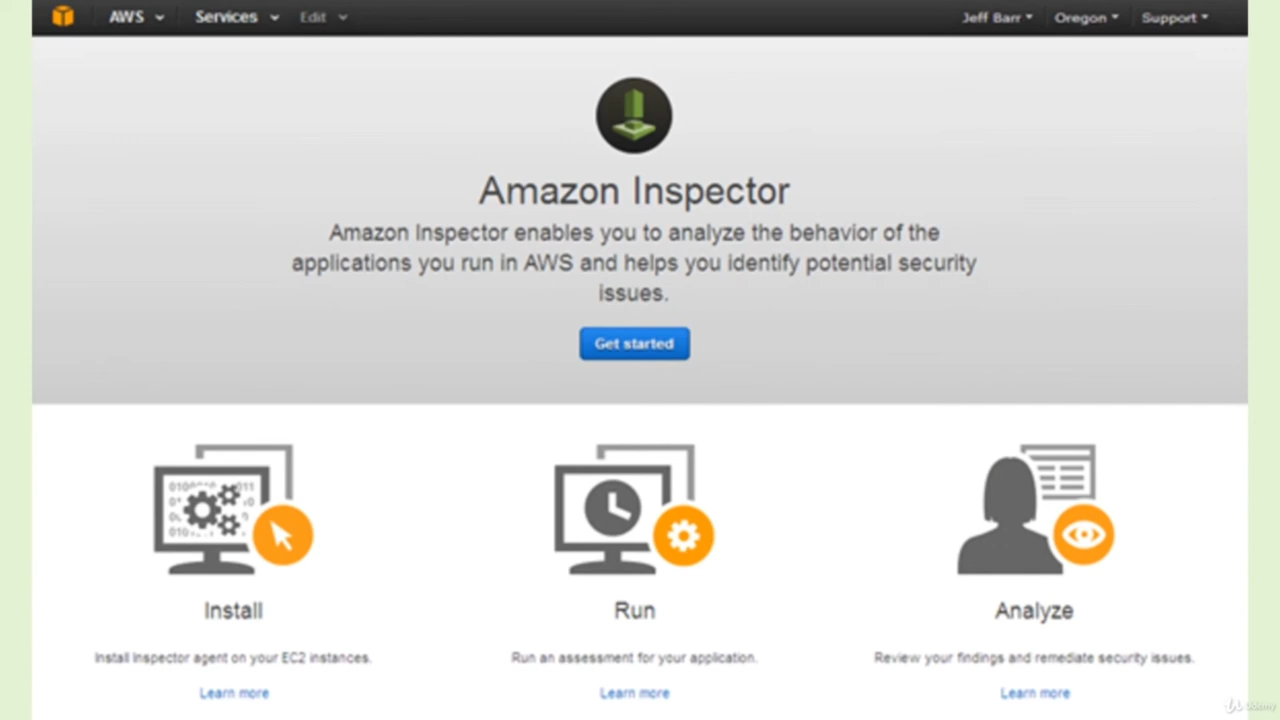 AWS Services Edit Jeff Barr Oregon Support
Amazon Inspector
Amazon Inspector enables you to analyze the behavior of the
applications you run in AWS and helps you identify potential security
issues.
Get started
Install Run Analyze
Install Inspector agent on your EC2 instances. Run an assessment for your application. Review your findings and remediate security issues.
Learn more Learn more Learn more
Udemy